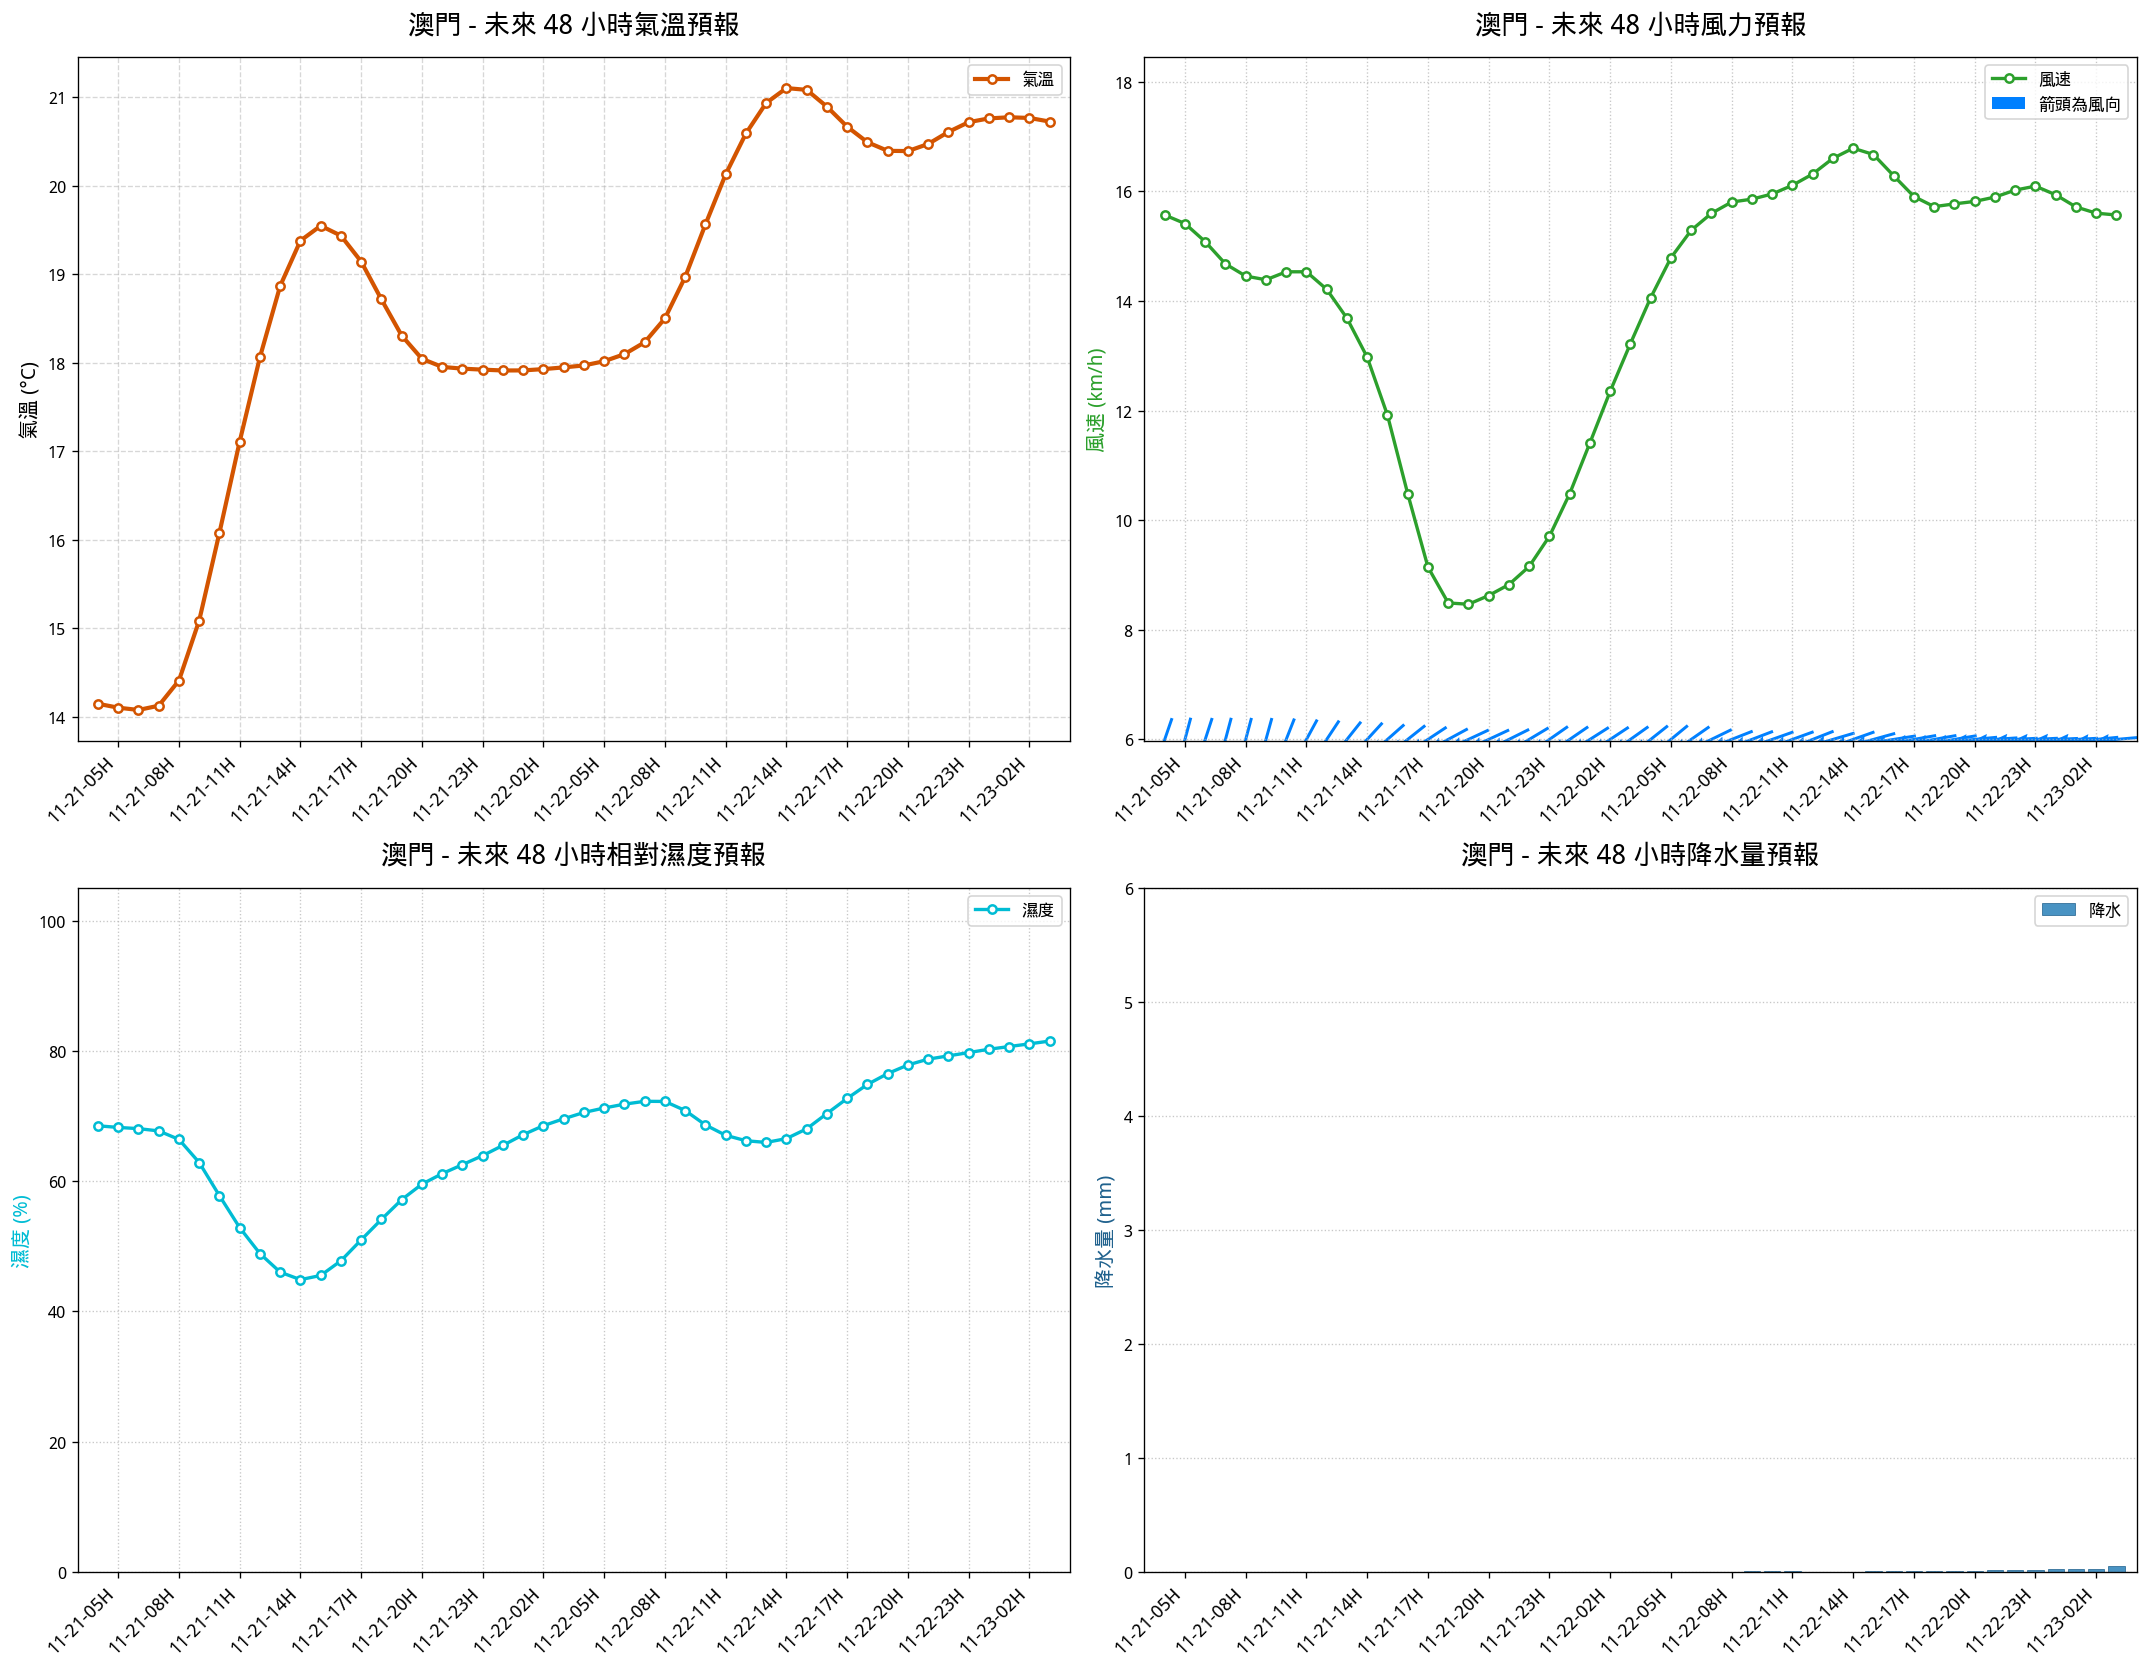 澳門 - 未來 48 小時氣溫預報
氣溫 (°C)
21
20
19
18
17
16
15
14
氣溫
11-21-05H
11-21-08H
11-21-11H
11-21-14H
11-21-17H
11-21-20H
11-21-23H
11-22-02H
11-22-05H
11-22-08H
11-22-11H
11-22-14H
11-22-17H
11-22-20H
11-22-23H
11-23-02H
澳門 - 未來 48 小時風力預報
風速 (km/h)
18
16
14
12
10
8
6
風速
箭頭為風向
11-21-05H
11-21-08H
11-21-11H
11-21-14H
11-21-17H
11-21-20H
11-21-23H
11-22-02H
11-22-05H
11-22-08H
11-22-11H
11-22-14H
11-22-17H
11-22-20H
11-22-23H
11-23-02H
澳門 - 未來 48 小時相對濕度預報
濕度 (%)
100
80
60
40
20
0
濕度
11-21-05H
11-21-08H
11-21-11H
11-21-14H
11-21-17H
11-21-20H
11-21-23H
11-22-02H
11-22-05H
11-22-08H
11-22-11H
11-22-14H
11-22-17H
11-22-20H
11-22-23H
11-23-02H
澳門 - 未來 48 小時降水量預報
降水量 (mm)
6
5
4
3
2
1
0
降水
11-21-05H
11-21-08H
11-21-11H
11-21-14H
11-21-17H
11-21-20H
11-21-23H
11-22-02H
11-22-05H
11-22-08H
11-22-11H
11-22-14H
11-22-17H
11-22-20H
11-22-23H
11-23-02H